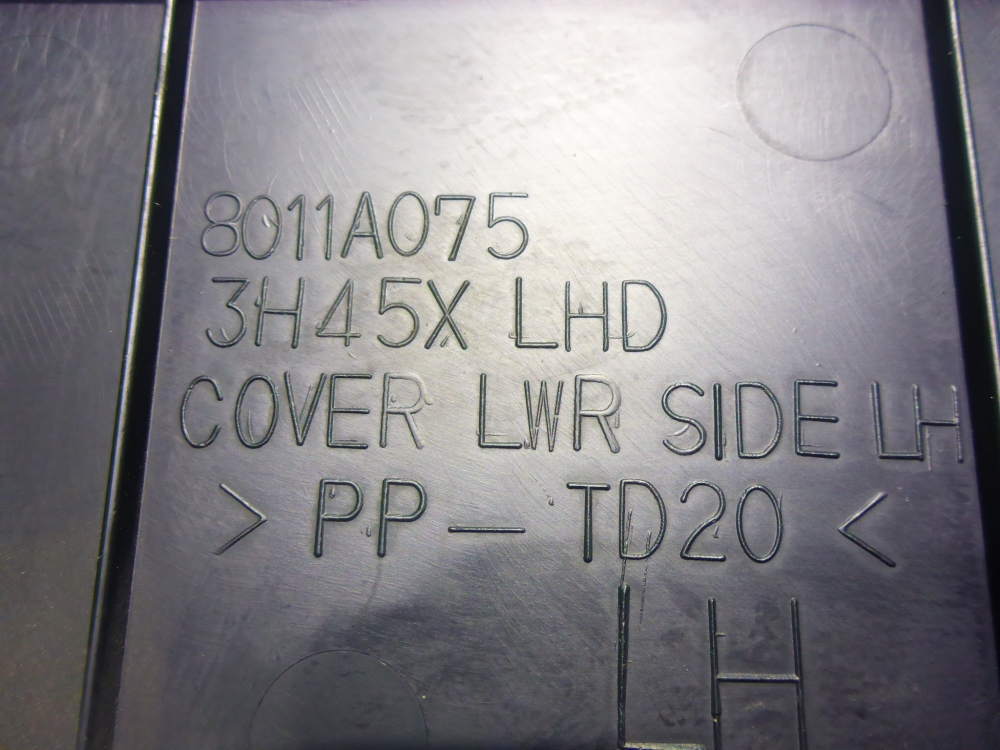 8011A075
3H45X LHD
COVER LWR SIDE LH
> PP — TD20 <
LH